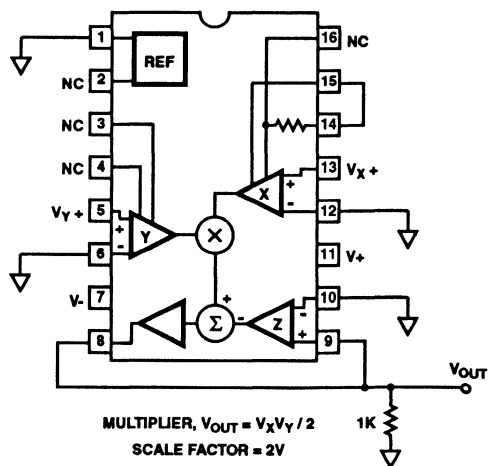 1
REF
16
NC
NC
2
15
NC
3
14
NC
4
X
+
-
13
VX +
VY +
5
+
-
Y
×
12
6
11
V+
V-
7
+
Σ
-
Z
-
+
10
8
9
VOUT
1K
MULTIPLIER, VOUT = VXVY / 2
SCALE FACTOR = 2V